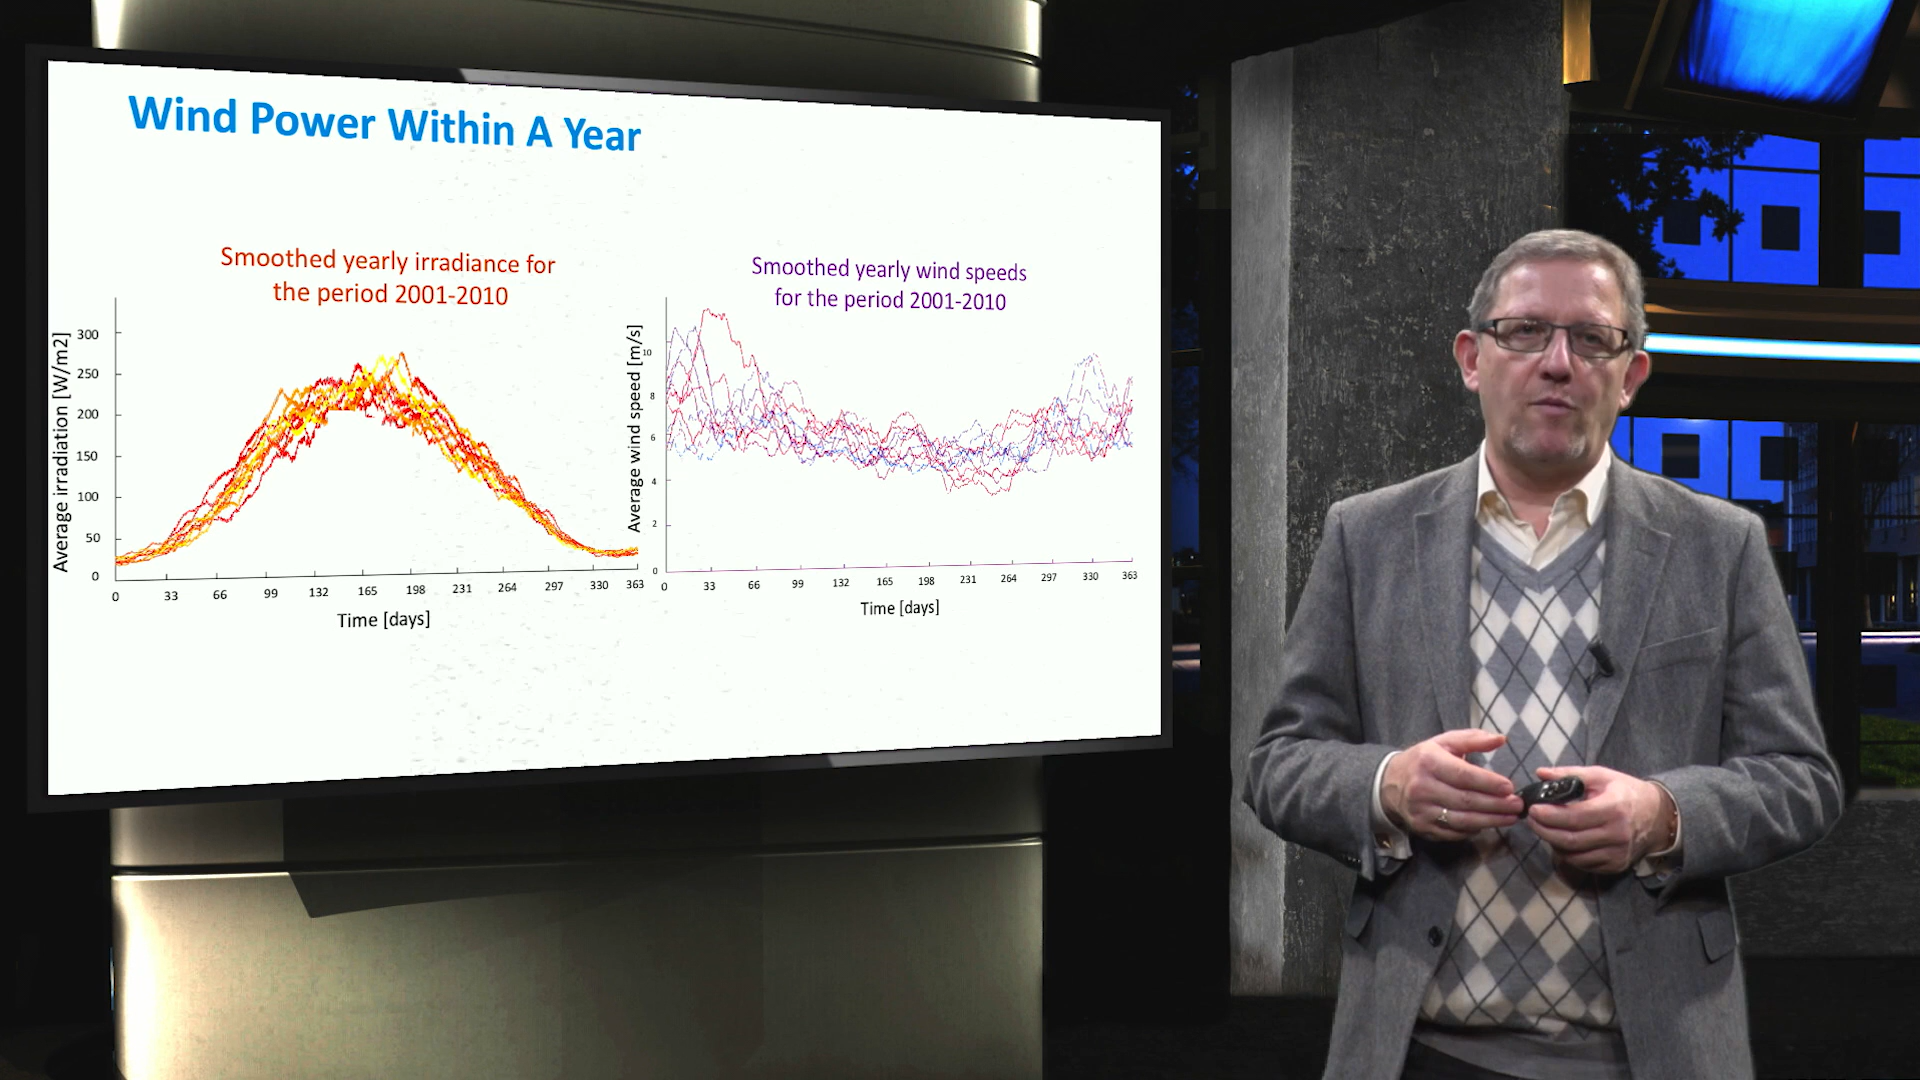 Wind Power Within A Year
Smoothed yearly irradiance for
the period 2001-2010
Average irradiation [W/m2]
300
250
200
150
100
50
0
0 33 66 99 132 165 198 231 264 297 330 363
Time [days]
Smoothed yearly wind speeds
for the period 2001-2010
Average wind speed [m/s]
10
8
6
4
2
0
0 33 66 99 132 165 198 231 264 297 330 363
Time [days]